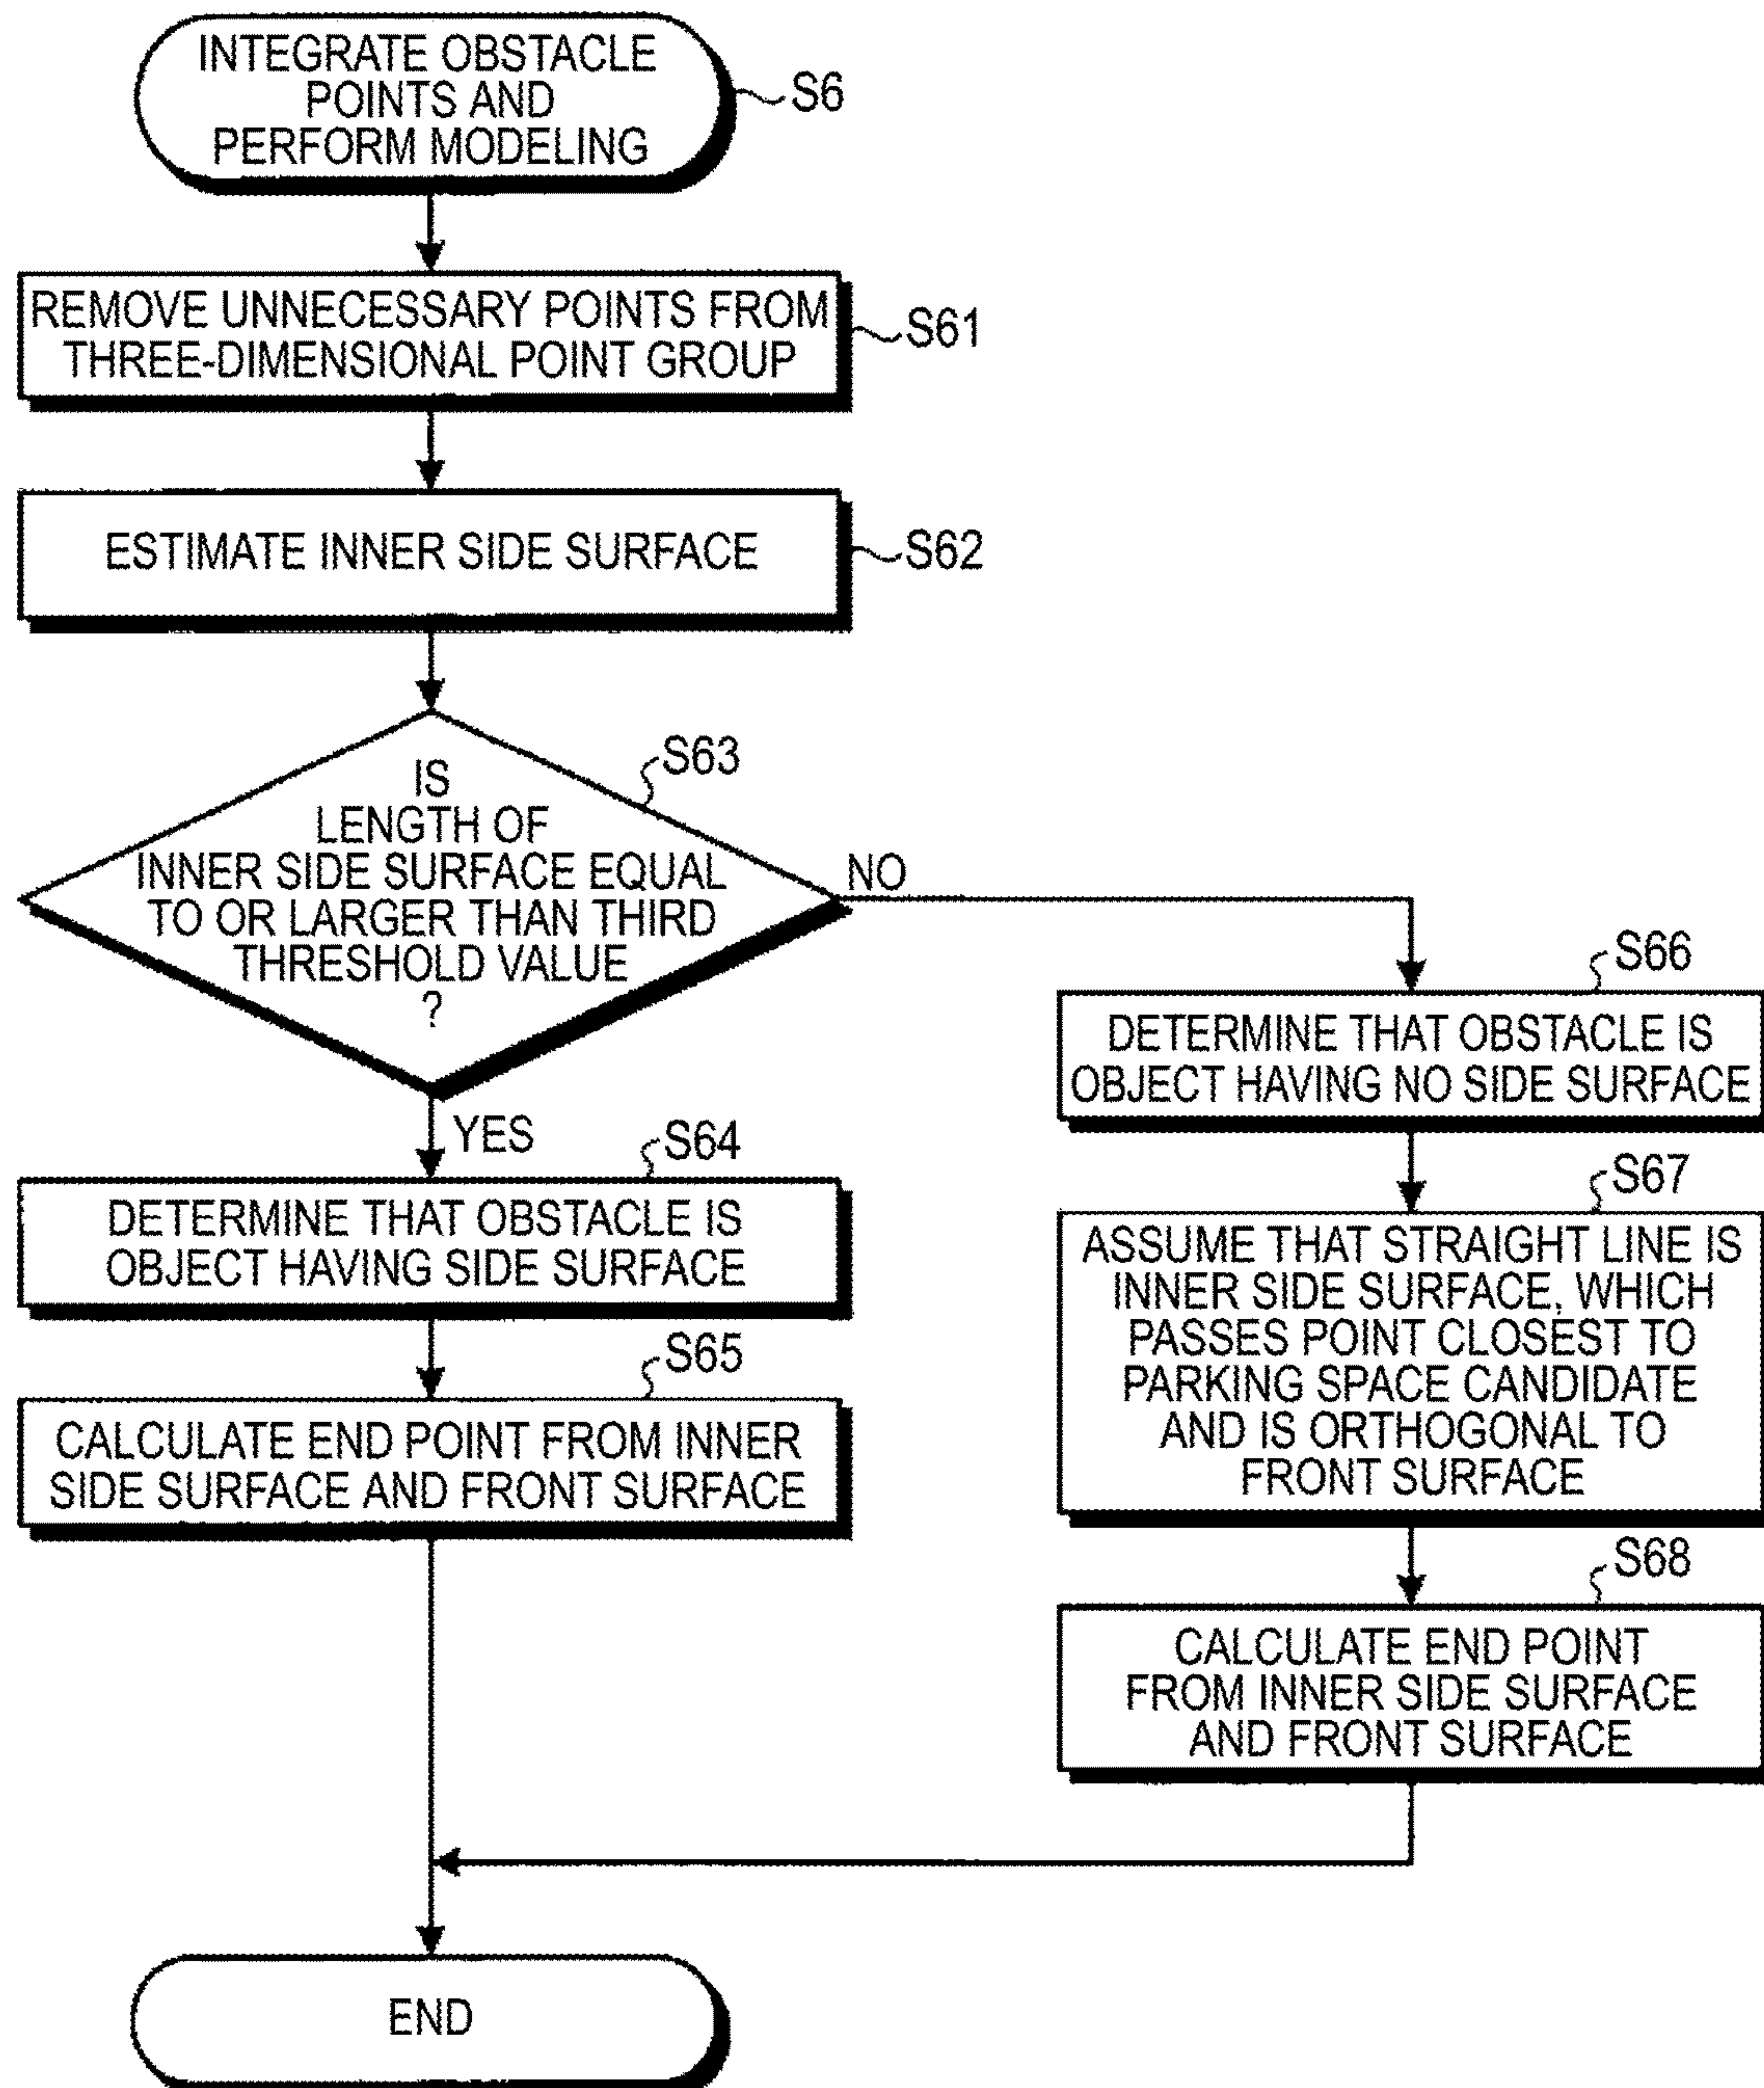 INTEGRATE OBSTACLE
POINTS AND
PERFORM MODELING
S6
REMOVE UNNECESSARY POINTS FROM
THREE-DIMENSIONAL POINT GROUP
S61
ESTIMATE INNER SIDE SURFACE
S62
IS
LENGTH OF
INNER SIDE SURFACE EQUAL
TO OR LARGER THAN THIRD
THRESHOLD VALUE
?
S63
NO
YES
S64
DETERMINE THAT OBSTACLE IS
OBJECT HAVING SIDE SURFACE
S65
CALCULATE END POINT FROM INNER
SIDE SURFACE AND FRONT SURFACE
S66
DETERMINE THAT OBSTACLE IS
OBJECT HAVING NO SIDE SURFACE
S67
ASSUME THAT STRAIGHT LINE IS
INNER SIDE SURFACE, WHICH
PASSES POINT CLOSEST TO
PARKING SPACE CANDIDATE
AND IS ORTHOGONAL TO
FRONT SURFACE
S68
CALCULATE END POINT
FROM INNER SIDE SURFACE
AND FRONT SURFACE
END